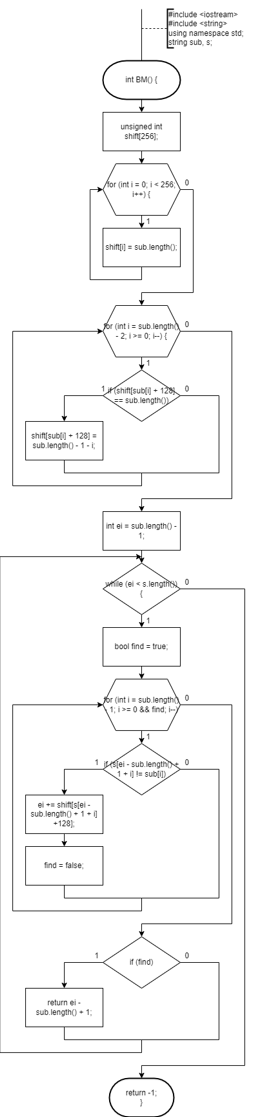 #include <iostream>
#include <string>
using namespace std;
string sub, s;
int BM() {
unsigned int
shift[256];
for (int i = 0; i < 256;
i++) {
0
1
shift[i] = sub.length();
for (int i = sub.length()
- 2; i >= 0; i--) {
0
1
if (shift[sub[i] + 128]
== sub.length())
1
0
shift[sub[i] + 128] =
sub.length() - 1 - i;
int ei = sub.length() -
1;
while (ei < s.length())
{
0
1
bool find = true;
for (int i = sub.length()
1; i >= 0 && find; i--)
0
1
if (s[ei - sub.length() +
1 + i] != sub[i])
1
0
ei += shift[s[ei -
sub.length() + 1 + i]
+128];
find = false;
if (find)
1
0
return ei -
sub.length() + 1;
return -1;
}